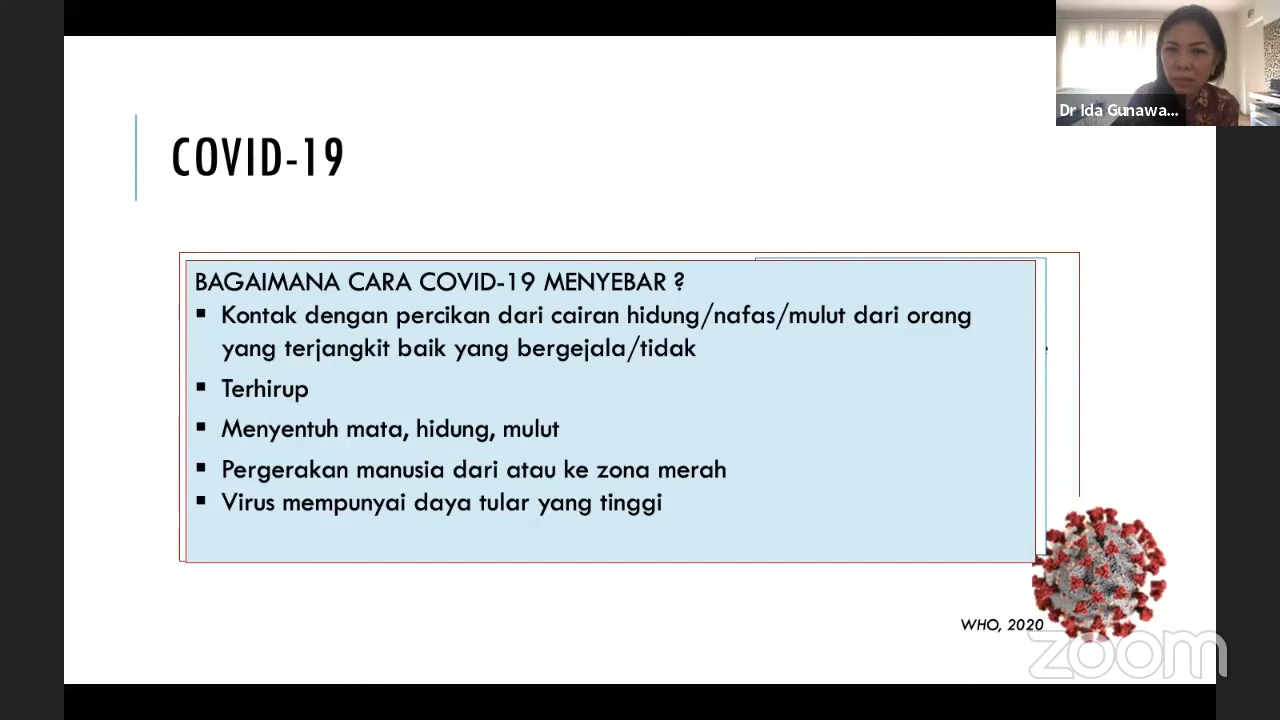 Dr Ida Gunawa...
COVID-19
BAGAIMANA CARA COVID-19 MENYEBAR ?
▪ Kontak dengan percikan dari cairan hidung/nafas/mulut dari orang
yang terjangkit baik yang bergejala/tidak
▪ Terhirup
▪ Menyentuh mata, hidung, mulut
▪ Pergerakan manusia dari atau ke zona merah
▪ Virus mempunyai daya tular yang tinggi
WHO, 2020
zoom